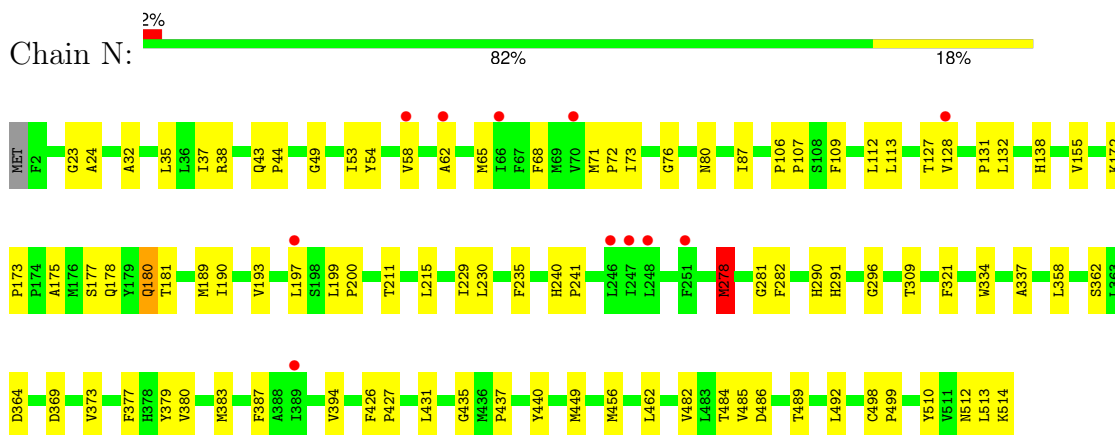 2%
Chain N:
82% 18%
MET F2 G23 A24 A32 L35 L36 I37 R38 Q43 P44 G49 I53 Y54 V58 A62 M65 I66 F67 F68 M69 V70 M71 P72 I73 G76 N80 I87 P106 P107 S108 F109 L112 L113 T127 V128 P131 L132 H138 V155
P173 P174 A175 M176 S177 Q178 Y179 Q180 T181 M189 I190 V193 L197 S198 L199 P200 T211 L215 I229 L230 F235 H240 P241 L246 I247 L248 F251 M278 G281 F282 H290 H291 G296 T309 F321 W334 A337 L358 S362 L363
D364 D369 V373 F377 H378 Y379 V380 M383 F387 A388 I389 V394 F426 P427 L431 G435 M436 P437 Y440 M449 M456 L462 V482 L483 T484 V485 D486 T489 L492 C498 P499 Y510 V511 N512 L513 K514